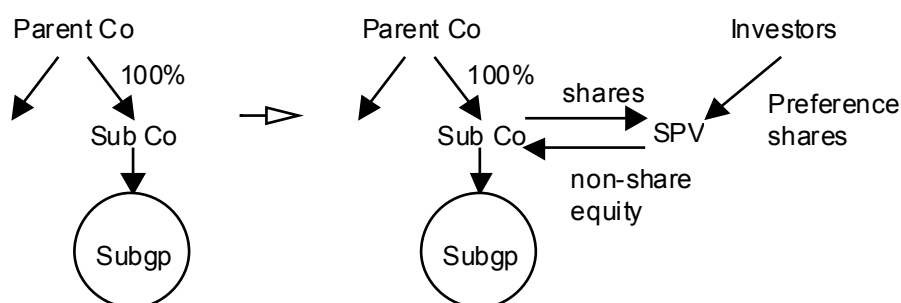 Parent Co
100%
Sub Co
Subgp
Parent Co
100%
Sub Co
Subgp
shares
non-share
equity
SPV
Investors
Preference
shares